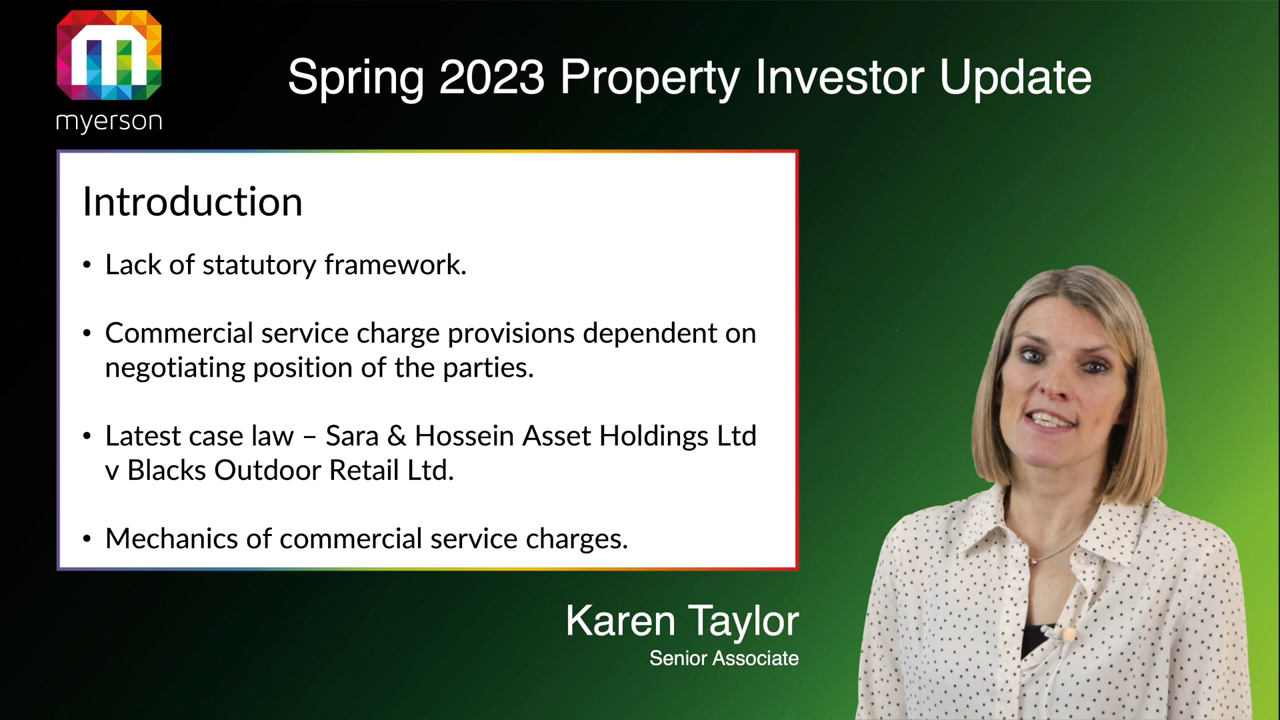 myerson
Spring 2023 Property Investor Update
Introduction
• Lack of statutory framework.
• Commercial service charge provisions dependent on
negotiating position of the parties.
• Latest case law – Sara & Hossein Asset Holdings Ltd
v Blacks Outdoor Retail Ltd.
• Mechanics of commercial service charges.
Karen Taylor
Senior Associate